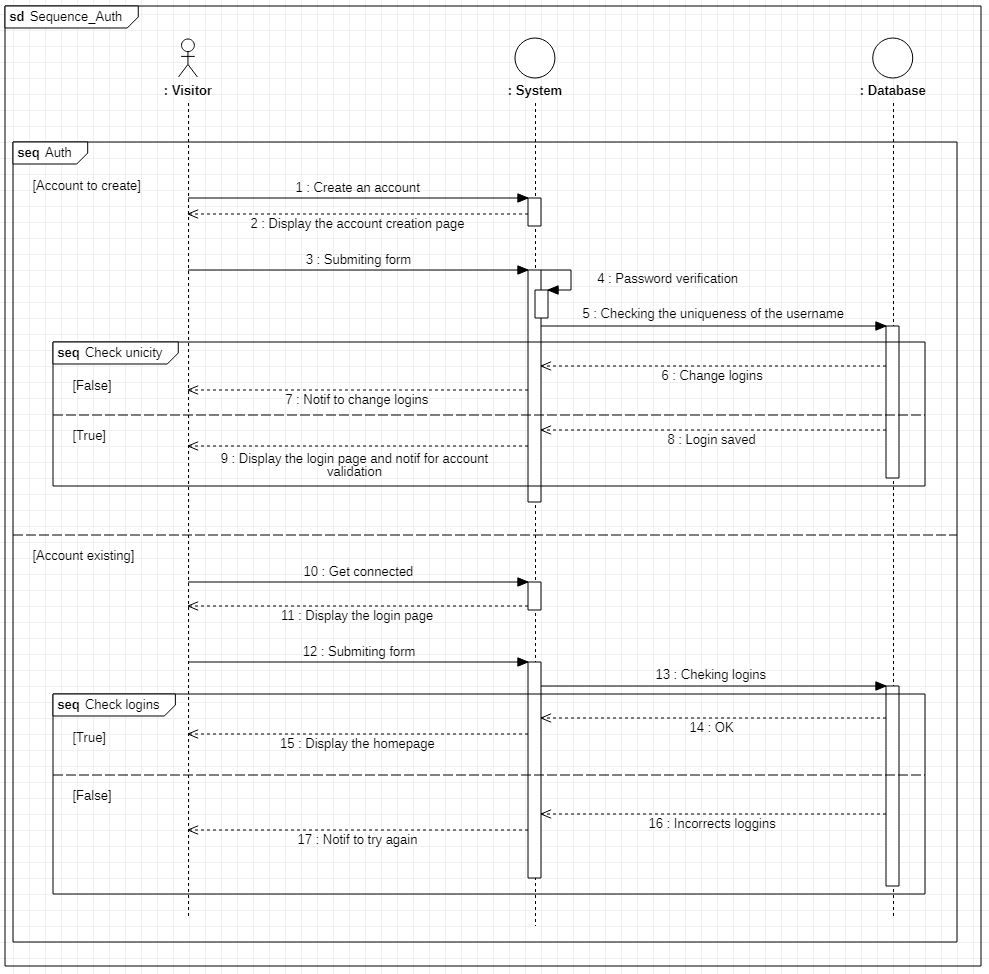 sd Sequence_Auth
: Visitor
: System
: Database
seq Auth
[Account to create]
1 : Create an account
2 : Display the account creation page
3 : Submiting form
4 : Password verification
5 : Checking the uniqueness of the username
seq Check unicity
6 : Change logins
[False]
7 : Notif to change logins
[True]
8 : Login saved
9 : Display the login page and notif for account
validation
[Account existing]
10 : Get connected
11 : Display the login page
12 : Submiting form
13 : Cheking logins
seq Check logins
14 : OK
[True]
15 : Display the homepage
[False]
16 : Incorrects loggins
17 : Notif to try again